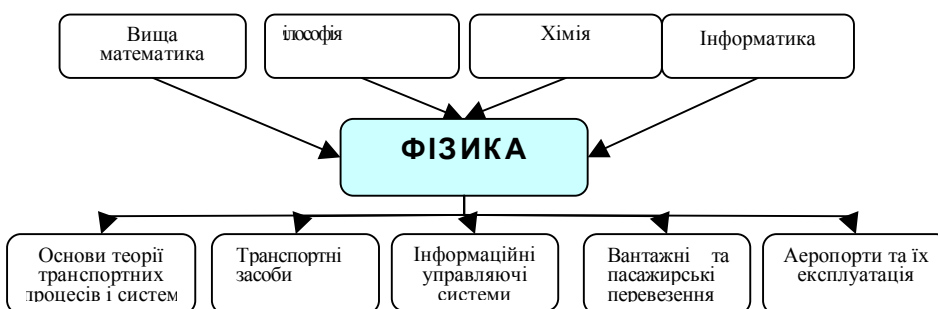 Вища
математика
ілософія
Хімія
Інформатика
ФІЗИКА
Основи теорії
транспортних
процесів і систем
Транспортні
засоби
Інформаційні
управляючі
системи
Вантажні та
пасажирські
перевезення
Аеропорти та їх
експлуатація